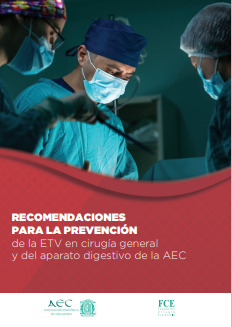 RECOMENDACIONES
PARA LA PREVENCIÓN
de la ETV en cirugía general
y del aparato digestivo de la AEC
AEC
FCE